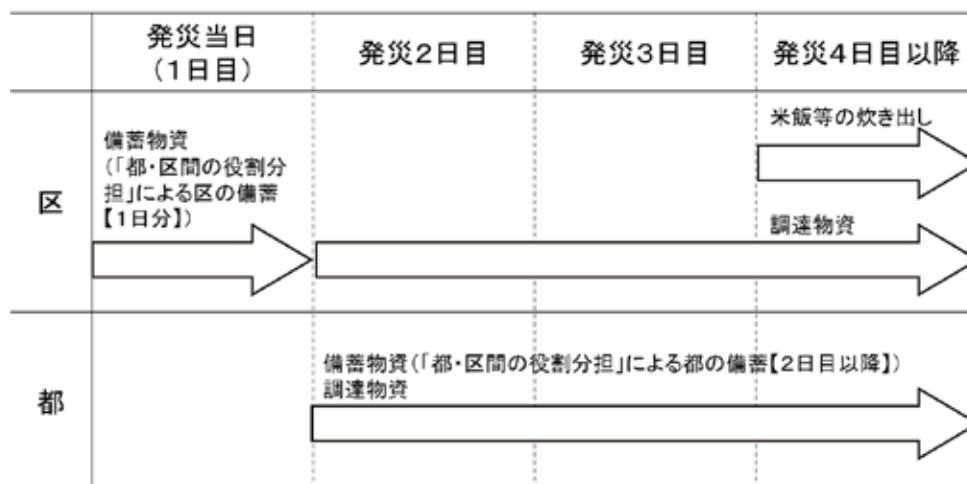 発災当日
(1日目)
発災2日目
発災3日目
発災4日目以降
区
備蓄物資
(「都・区間の役割分
担」による区の備蓄
【1日分】)
米飯等の炊き出し
調達物資
都
備蓄物資(「都・区間の役割分担」による都の備蓄【2日目以降】)
調達物資